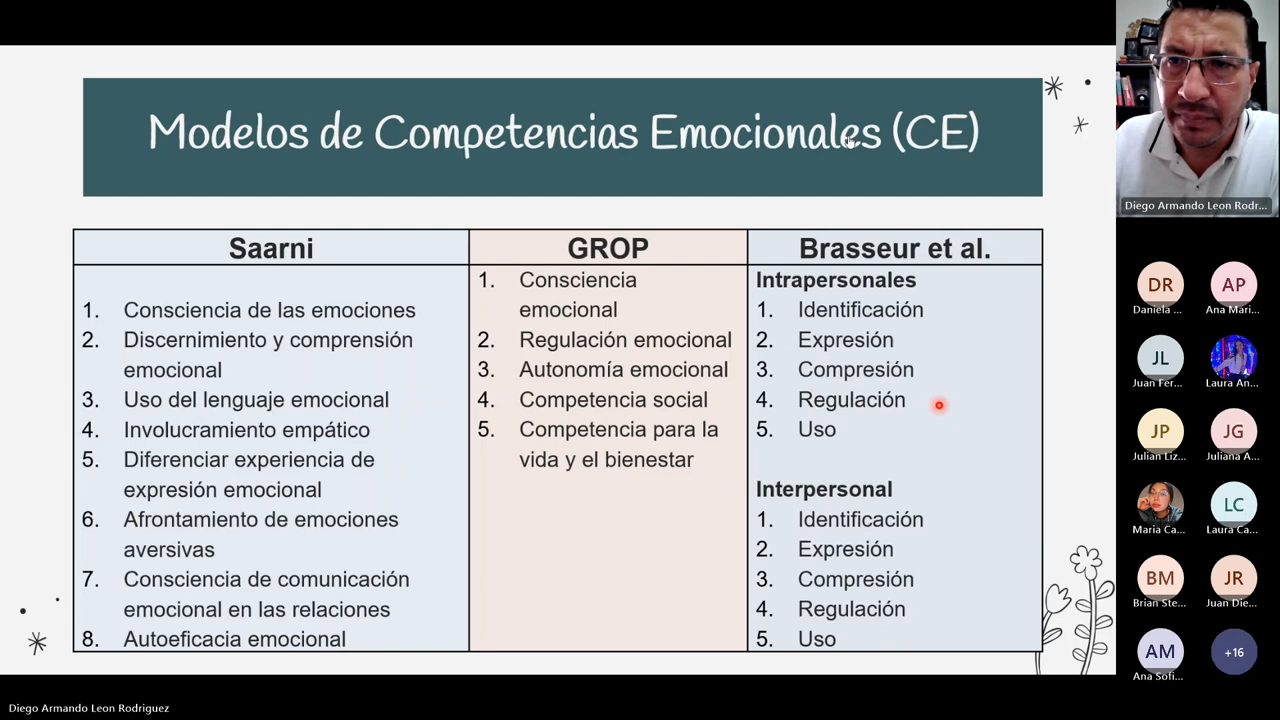 Modelos de Competencias Emocionales (CE)
Saarni
1. Consciencia de las emociones
2. Discernimiento y comprensión
emocional
3. Uso del lenguaje emocional
4. Involucramiento empático
5. Diferenciar experiencia de
expresión emocional
6. Afrontamiento de emociones
aversivas
7. Consciencia de comunicación
emocional en las relaciones
8. Autoeficacia emocional
GROP
1. Consciencia
emocional
2. Regulación emocional
3. Autonomía emocional
4. Competencia social
5. Competencia para la
vida y el bienestar
Brasseur et al.
Intrapersonales
1. Identificación
2. Expresión
3. Compresión
4. Regulación
5. Uso
Interpersonal
1. Identificación
2. Expresión
3. Compresión
4. Regulación
5. Uso
Diego Armando Leon Rodr...
DR AP
Daniela ... Ana Mari...
JL
Juan Fer... Laura An...
JP JG
Julian Liz... Juliana A...
LC
Maria Ca... Laura Ca...
BM JR
Brian Ste... Juan Die...
AM +16
Ana Sofi...
Diego Armando Leon Rodriguez